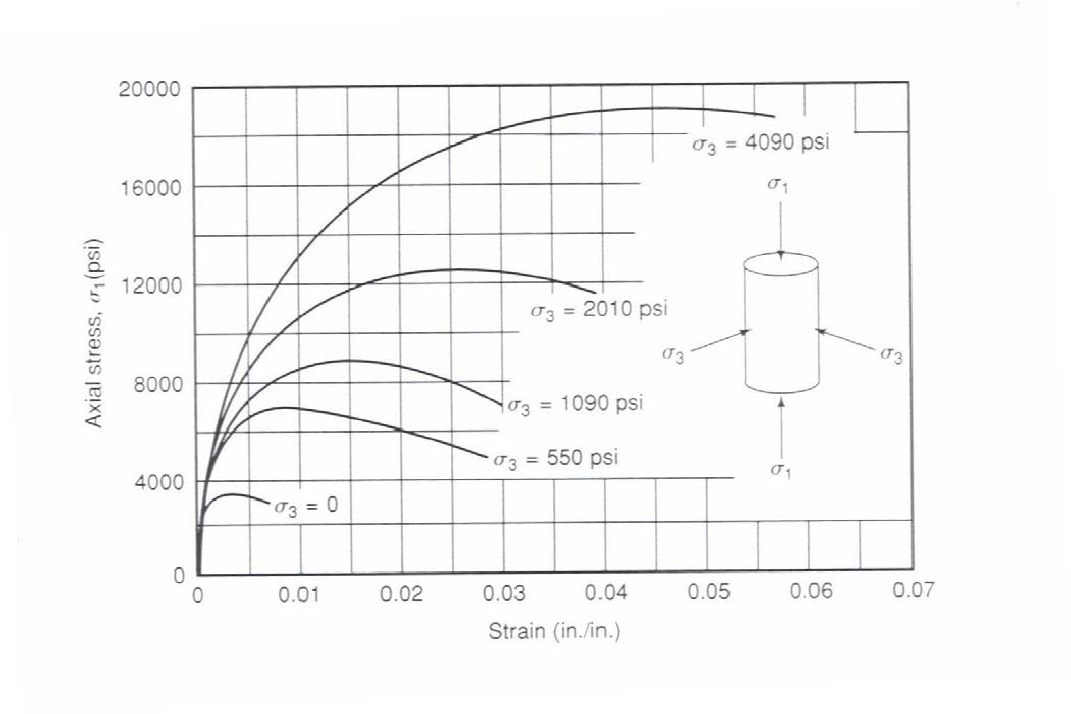 20000
16000
12000
8000
4000
0
Axial stress, σ₁(psi)
σ₃ = 4090 psi
σ₁
σ₃ = 2010 psi
σ₃
σ₃
σ₃ = 1090 psi
σ₃ = 550 psi
σ₁
σ₃ = 0
0 0.01 0.02 0.03 0.04 0.05 0.06 0.07
Strain (in./in.)